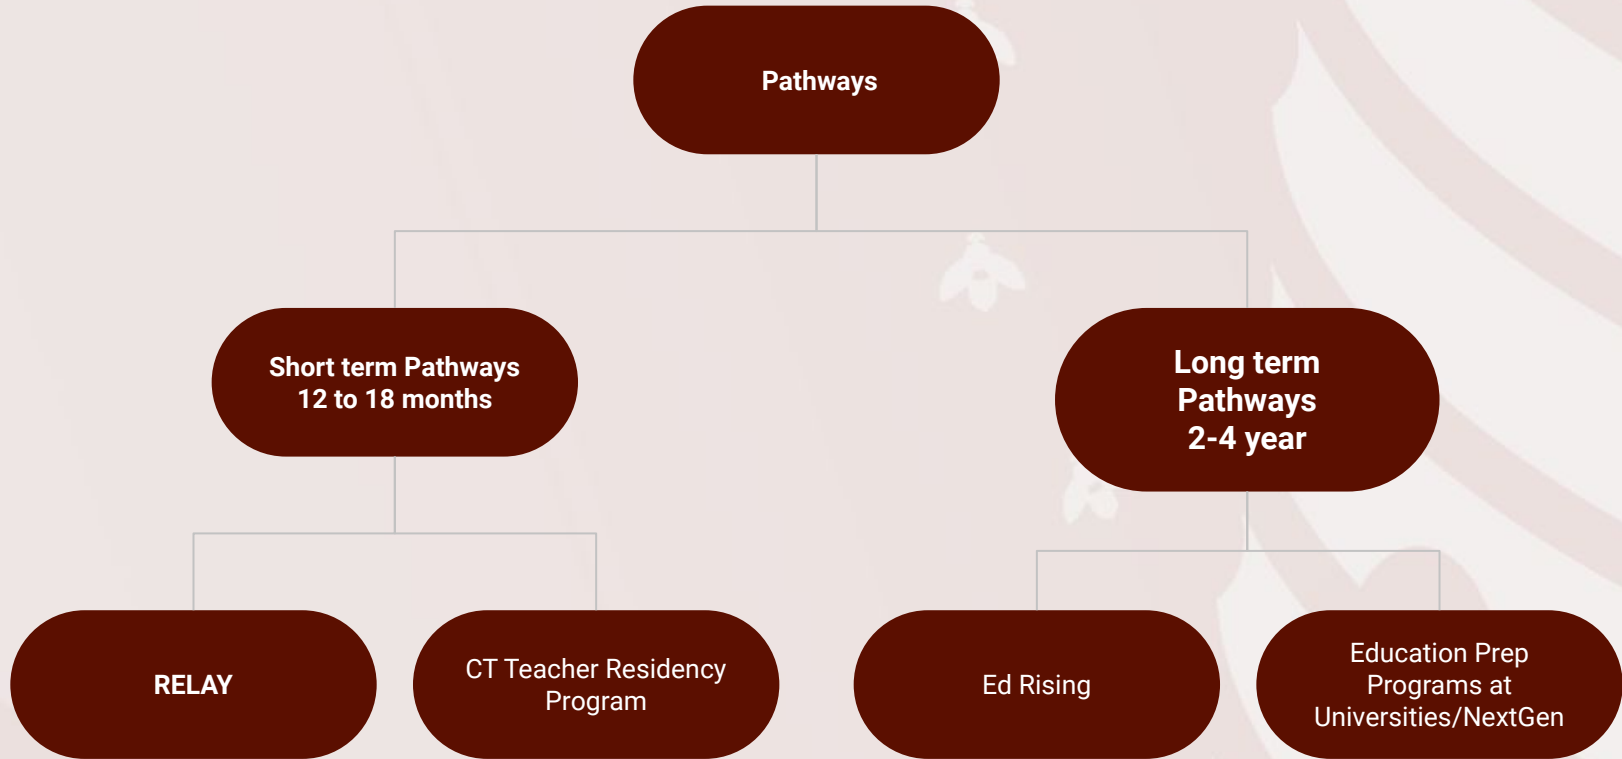 Pathways
Short term Pathways
12 to 18 months
Long term
Pathways
2-4 year
RELAY
CT Teacher Residency
Program
Ed Rising
Education Prep
Programs at
Universities/NextGen